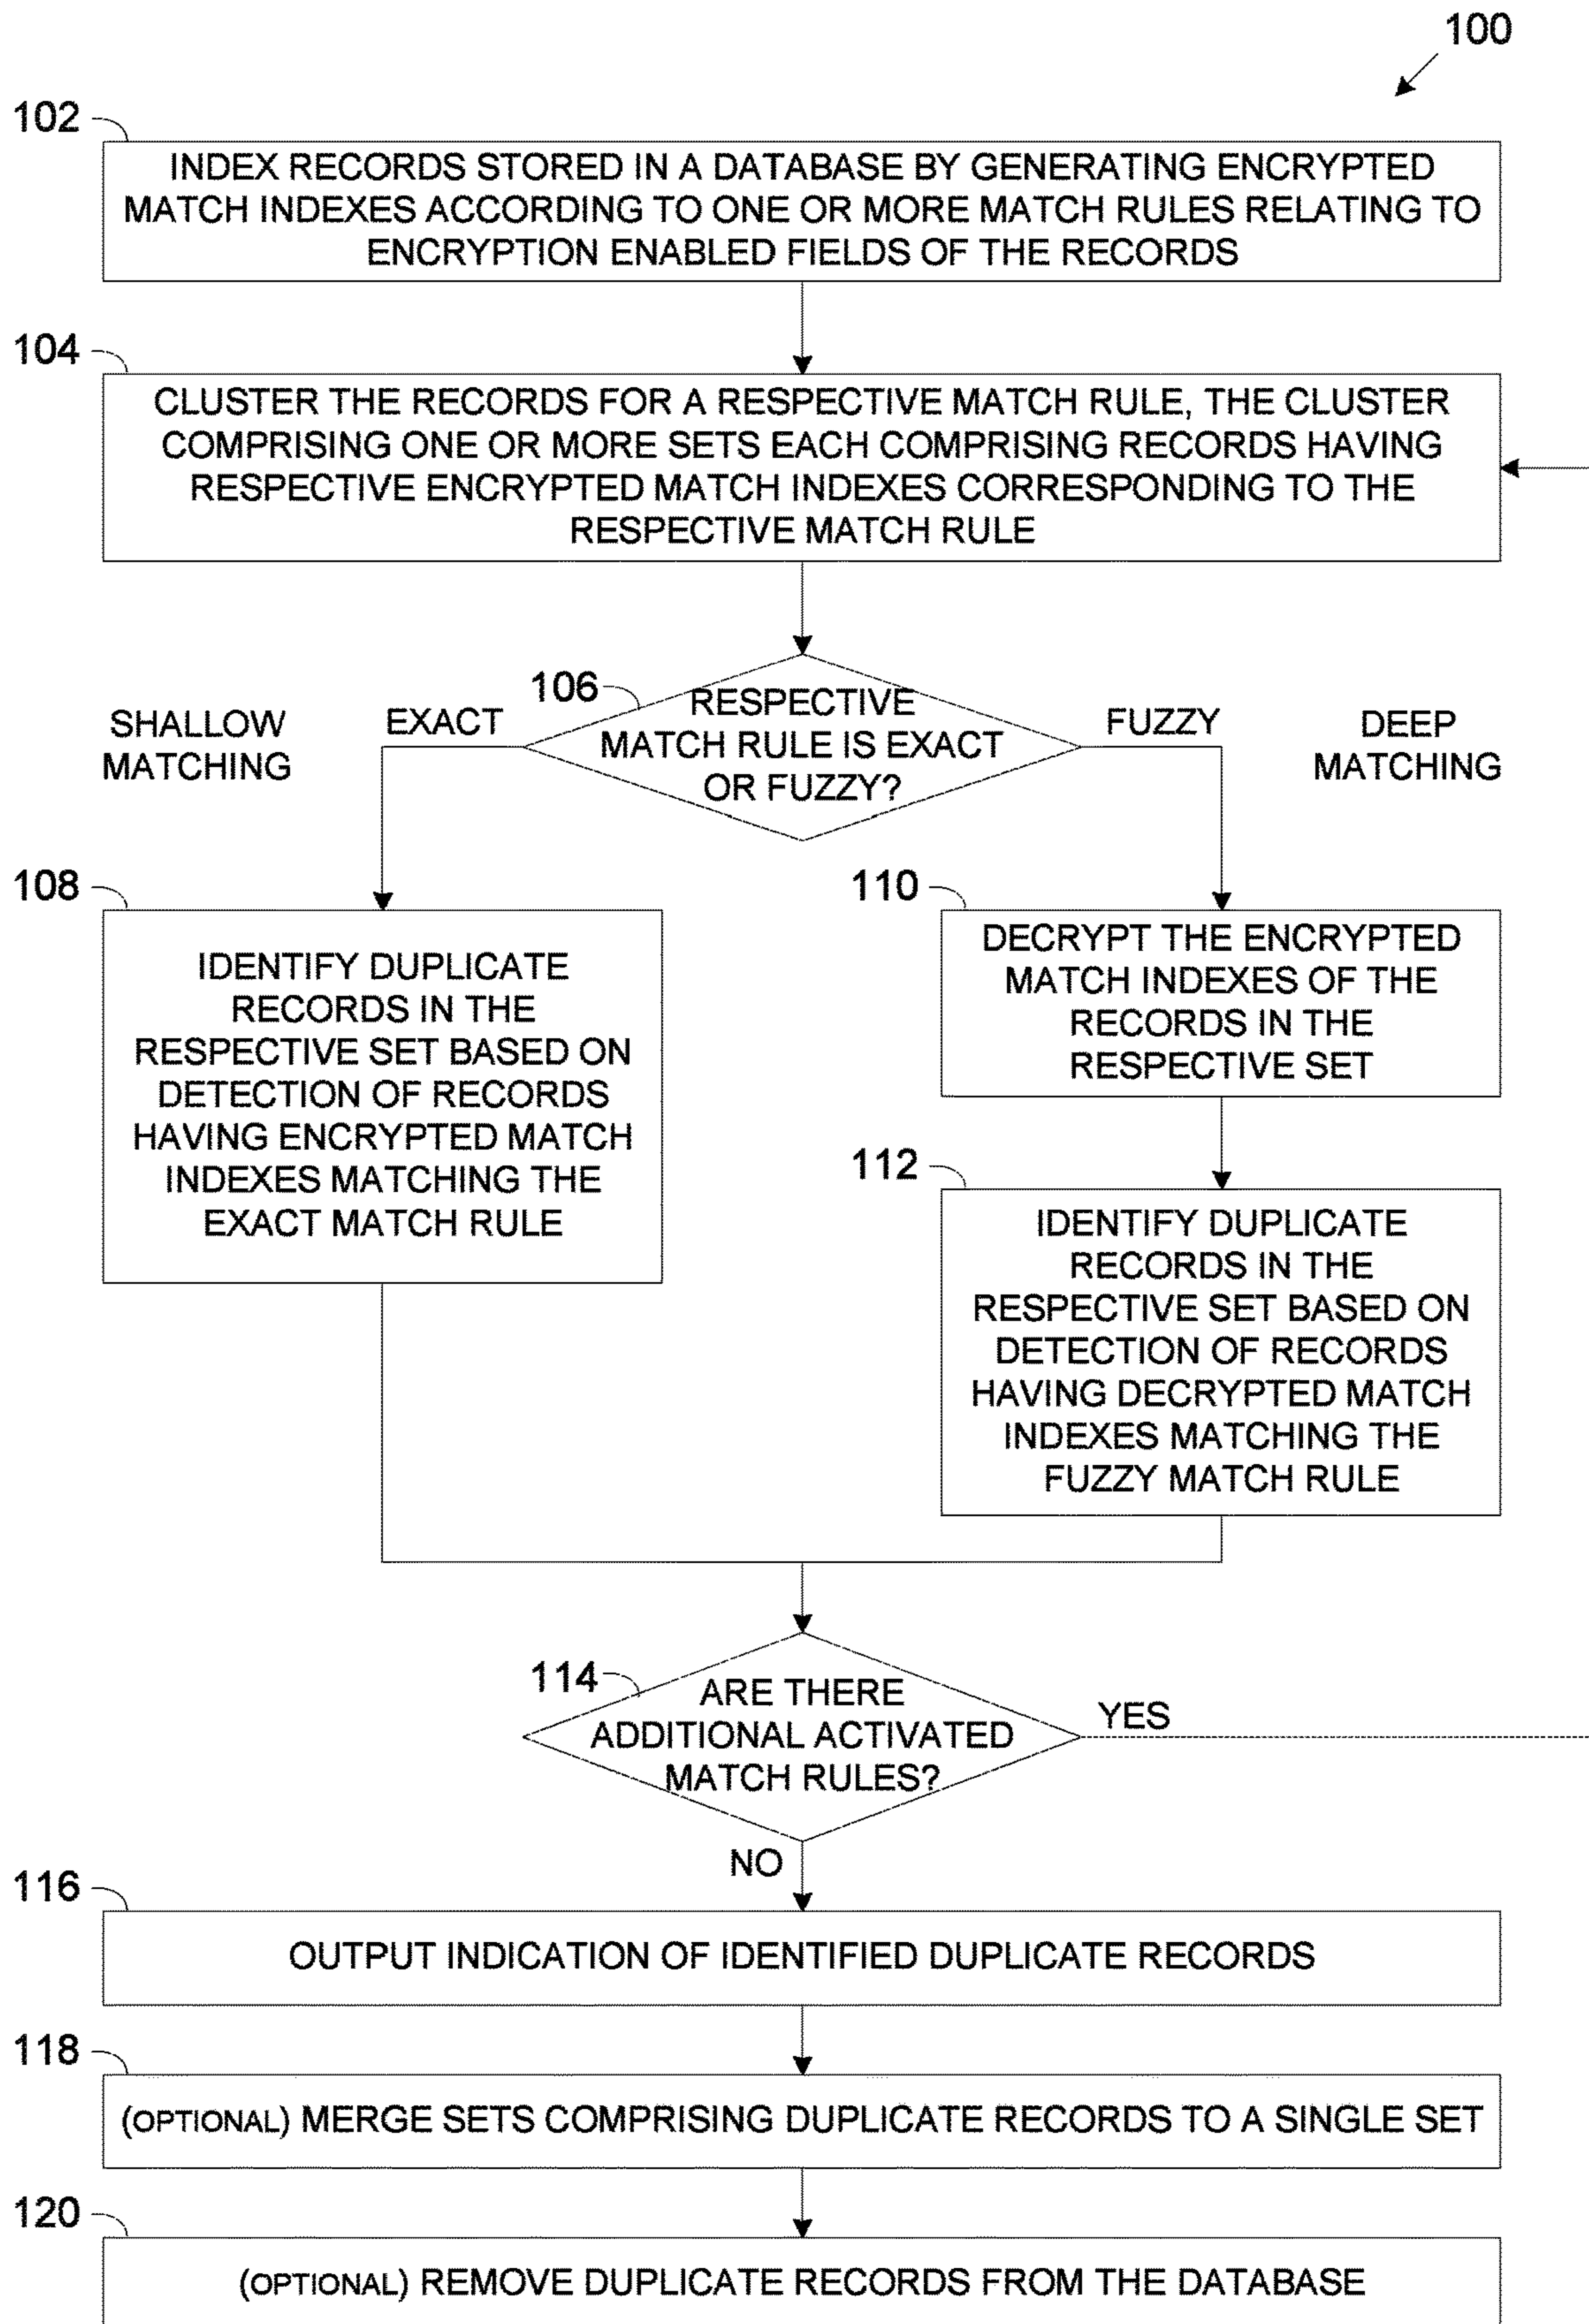 100
102
INDEX RECORDS STORED IN A DATABASE BY GENERATING ENCRYPTED
MATCH INDEXES ACCORDING TO ONE OR MORE MATCH RULES RELATING TO
ENCRYPTION ENABLED FIELDS OF THE RECORDS
104
CLUSTER THE RECORDS FOR A RESPECTIVE MATCH RULE, THE CLUSTER
COMPRISING ONE OR MORE SETS EACH COMPRISING RECORDS HAVING
RESPECTIVE ENCRYPTED MATCH INDEXES CORRESPONDING TO THE
RESPECTIVE MATCH RULE
106
RESPECTIVE
MATCH RULE IS EXACT
OR FUZZY?
SHALLOW
MATCHING
EXACT
FUZZY
DEEP
MATCHING
108
IDENTIFY DUPLICATE
RECORDS IN THE
RESPECTIVE SET BASED ON
DETECTION OF RECORDS
HAVING ENCRYPTED MATCH
INDEXES MATCHING THE
EXACT MATCH RULE
110
DECRYPT THE ENCRYPTED
MATCH INDEXES OF THE
RECORDS IN THE
RESPECTIVE SET
112
IDENTIFY DUPLICATE
RECORDS IN THE
RESPECTIVE SET BASED ON
DETECTION OF RECORDS
HAVING DECRYPTED MATCH
INDEXES MATCHING THE
FUZZY MATCH RULE
114
ARE THERE
ADDITIONAL ACTIVATED
MATCH RULES?
YES
NO
116
OUTPUT INDICATION OF IDENTIFIED DUPLICATE RECORDS
118
(OPTIONAL) MERGE SETS COMPRISING DUPLICATE RECORDS TO A SINGLE SET
120
(OPTIONAL) REMOVE DUPLICATE RECORDS FROM THE DATABASE